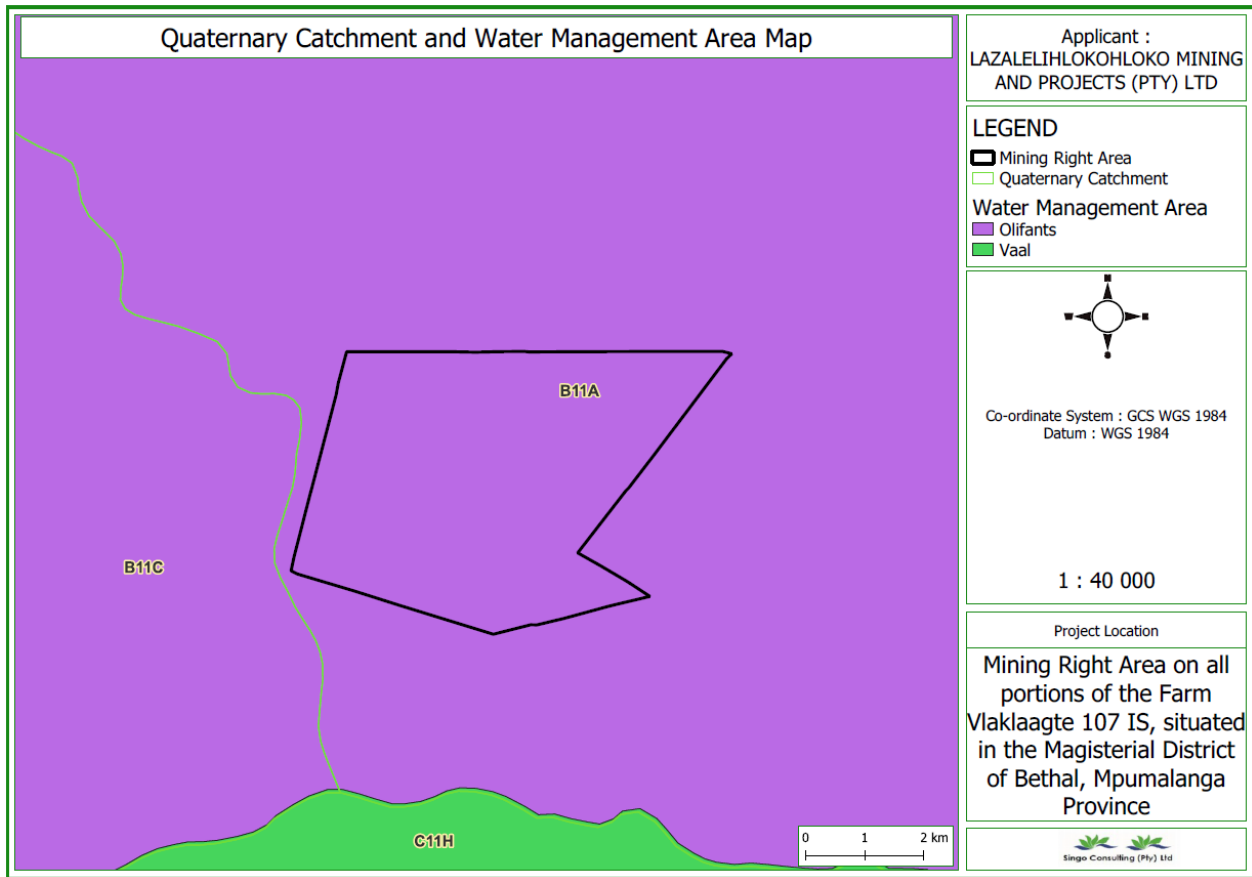 Quaternary Catchment and Water Management Area Map
B11A
B11C
C11H
0 1 2 km
Applicant :
LAZALELIHLOKOHLOKO MINING
AND PROJECTS (PTY) LTD
LEGEND
Mining Right Area
Quaternary Catchment
Water Management Area
Olifants
Vaal
Co-ordinate System : GCS WGS 1984
Datum : WGS 1984
1 : 40 000
Project Location
Mining Right Area on all
portions of the Farm
Vlaklaagte 107 IS, situated
in the Magisterial District
of Bethal, Mpumalanga
Province
Singo Consulting (Pty) Ltd